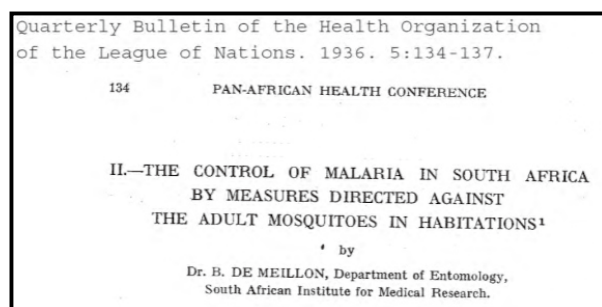 Quarterly Bulletin of the Health Organization
of the League of Nations. 1936. 5:134-137.
134 PAN-AFRICAN HEALTH CONFERENCE
II.—THE CONTROL OF MALARIA IN SOUTH AFRICA
BY MEASURES DIRECTED AGAINST
THE ADULT MOSQUITOES IN HABITATIONS¹
by
Dr. B. DE MEILLON, Department of Entomology,
South African Institute for Medical Research.